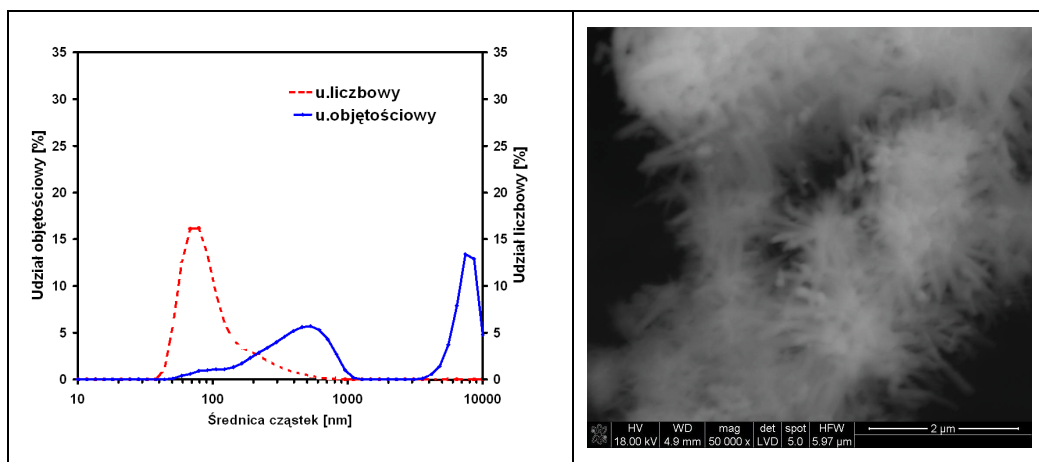 35
30
25
20
15
10
5
0
35
30
25
20
15
10
5
0
u.liczbowy
u.objętościowy
Udział objętościowy [%]
Udział liczbowy [%]
10
100
1000
10000
Średnica cząstek [nm]
HV
WD
mag
det
spot
HFW
2 µm
18.00 kV
4.9 mm
50 000 x
LVD
5.0
5.97 µm